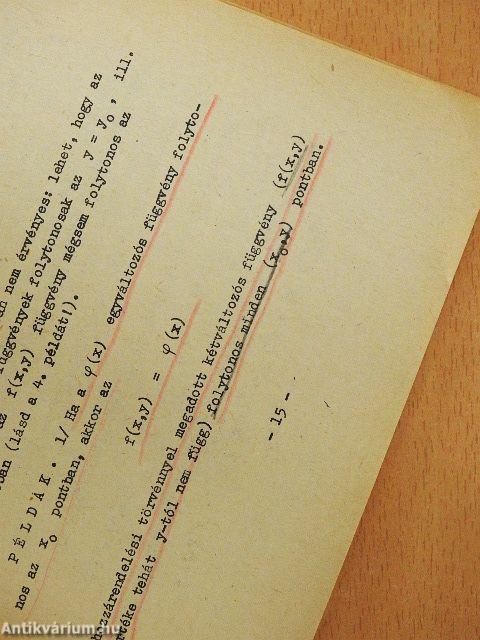 án nem érvényes: lehet, hogy az
függvények folytonosak az y = y₀ , ill.
az f(x,y) függvény mégsem folytonos az
ban (lásd a 4. példát!).
P É L D Á K . 1/ Ha a φ(x) egyváltozós függvény folyto-
nos az x₀ pontban, akkor az
f(x,y) = φ(x)
hozzárendelési törvénnyel megadott kétváltozós függvény (f(x,y)
értéke tehát y-tól nem függ) folytonos minden (x₀,y) pontban.
- 15 -
Antikvárium.hu